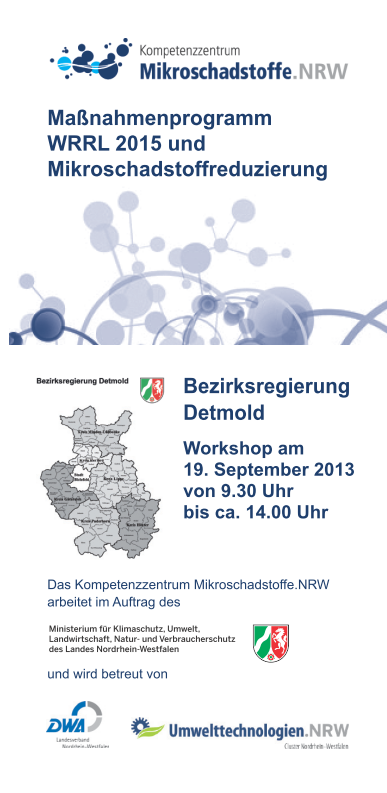 Kompetenzzentrum
Mikroschadstoffe.NRW
Maßnahmenprogramm
WRRL 2015 und
Mikroschadstoffreduzierung
Bezirksregierung Detmold
Kreis Minden-Lübbecke
Kreis Herford
Stadt
Bielefeld
Kreis Lippe
Kreis Gütersloh
Kreis Paderborn
Kreis Höxter
Bezirksregierung
Detmold
Workshop am
19. September 2013
von 9.30 Uhr
bis ca. 14.00 Uhr
Das Kompetenzzentrum Mikroschadstoffe.NRW
arbeitet im Auftrag des
Ministerium für Klimaschutz, Umwelt,
Landwirtschaft, Natur- und Verbraucherschutz
des Landes Nordrhein-Westfalen
und wird betreut von
DWA
Landesverband
Nordrhein-Westfalen
Umwelttechnologien.NRW
Cluster Nordrhein-Westfalen